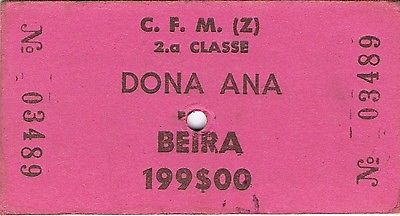 C. F. M. (Z)
2.a CLASSE
DONA ANA
BEIRA
199$00
Nº 03489
Nº 03489